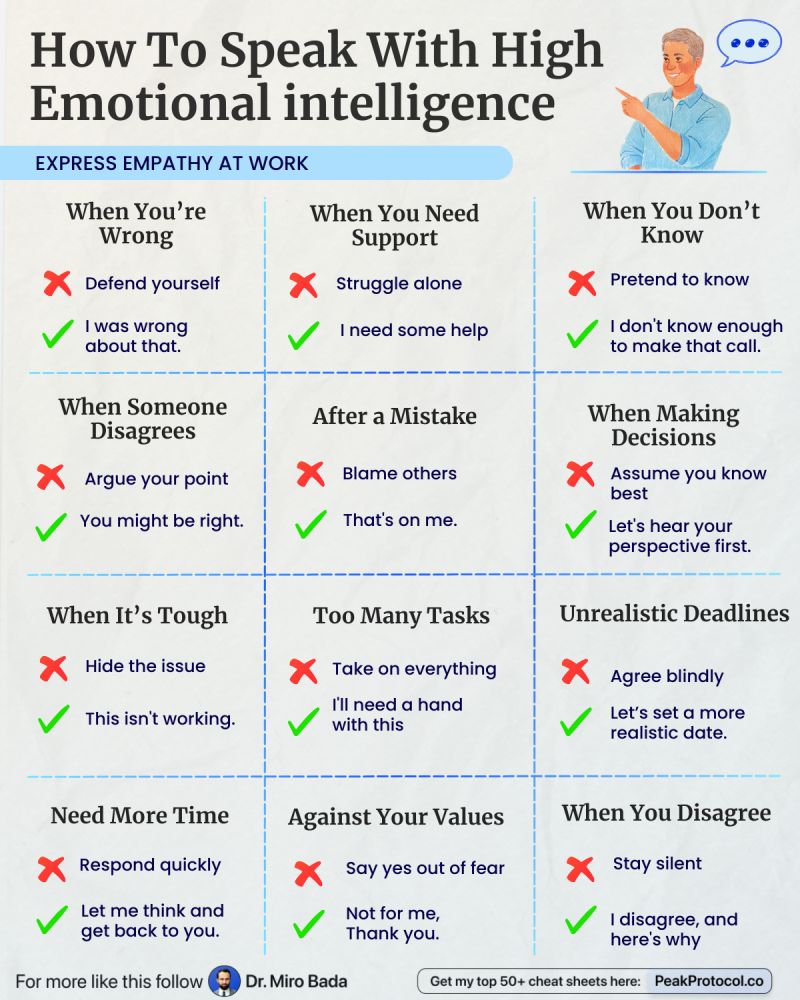 How To Speak With High
Emotional intelligence
EXPRESS EMPATHY AT WORK
When You’re
Wrong
Defend yourself
I was wrong
about that.
When You Need
Support
Struggle alone
I need some help
When You Don’t
Know
Pretend to know
I don't know enough
to make that call.
When Someone
Disagrees
Argue your point
You might be right.
After a Mistake
Blame others
That's on me.
When Making
Decisions
Assume you know
best
Let's hear your
perspective first.
When It’s Tough
Hide the issue
This isn't working.
Too Many Tasks
Take on everything
I'll need a hand
with this
Unrealistic Deadlines
Agree blindly
Let’s set a more
realistic date.
Need More Time
Respond quickly
Let me think and
get back to you.
Against Your Values
Say yes out of fear
Not for me,
Thank you.
When You Disagree
Stay silent
I disagree, and
here's why
For more like this follow Dr. Miro Bada
Get my top 50+ cheat sheets here: PeakProtocol.co